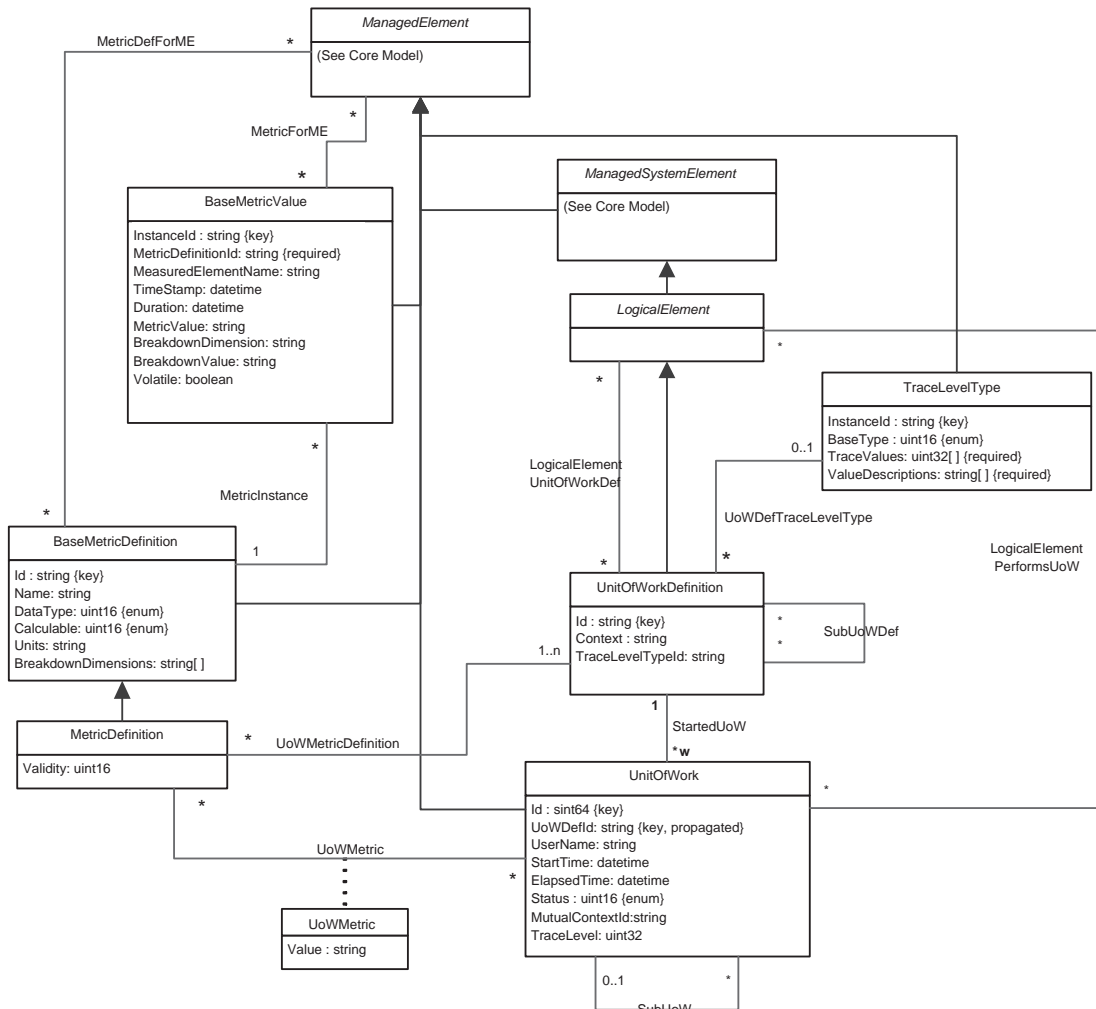 ManagedElement
(See Core Model)
MetricDefForME
*
*
MetricForME
*
ManagedSystemElement
(See Core Model)
BaseMetricValue
InstanceId : string {key}
MetricDefinitionId: string {required}
MeasuredElementName: string
TimeStamp: datetime
Duration: datetime
MetricValue: string
BreakdownDimension: string
BreakdownValue: string
Volatile: boolean
LogicalElement
*
*
TraceLevelType
InstanceId : string {key}
BaseType : uint16 {enum}
TraceValues: uint32[ ] {required}
ValueDescriptions: string[ ] {required}
*
0..1
LogicalElement
UnitOfWorkDef
MetricInstance
UoWDefTraceLevelType
*
BaseMetricDefinition
Id : string {key}
Name: string
DataType: uint16 {enum}
Calculable: uint16 {enum}
Units: string
BreakdownDimensions: string[ ]
1
*
*
LogicalElement
PerformsUoW
UnitOfWorkDefinition
Id : string {key}
Context : string
TraceLevelTypeId: string
*
SubUoWDef
*
1..n
1
StartedUoW
*w
MetricDefinition
Validity: uint16
*
UoWMetricDefinition
*
UnitOfWork
Id : sint64 {key}
UoWDefId: string {key, propagated}
UserName: string
StartTime: datetime
ElapsedTime: datetime
Status : uint16 {enum}
MutualContextId:string
TraceLevel: uint32
*
UoWMetric
*
UoWMetric
Value : string
0..1
*
SubUoW